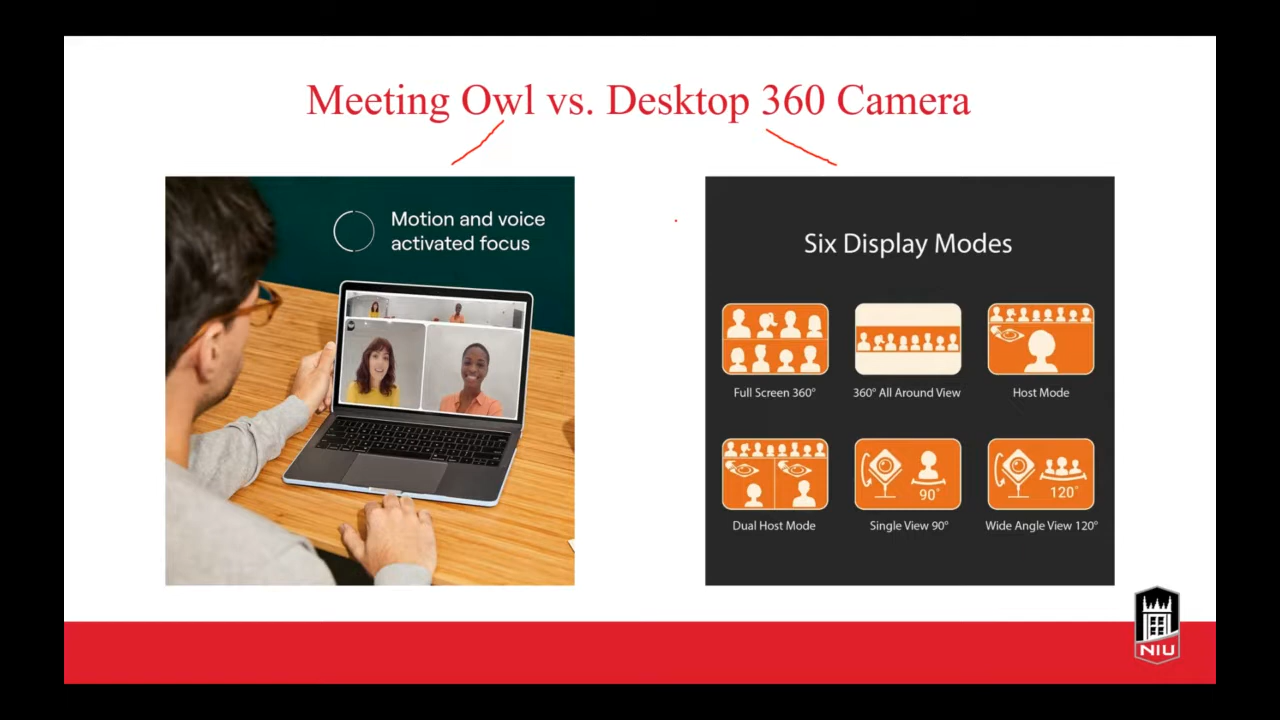 Meeting Owl vs. Desktop 360 Camera
Motion and voice
activated focus
Six Display Modes
Full Screen 360°
360° All Around View
Host Mode
90°
120°
Dual Host Mode
Single View 90°
Wide Angle View 120°
NIU